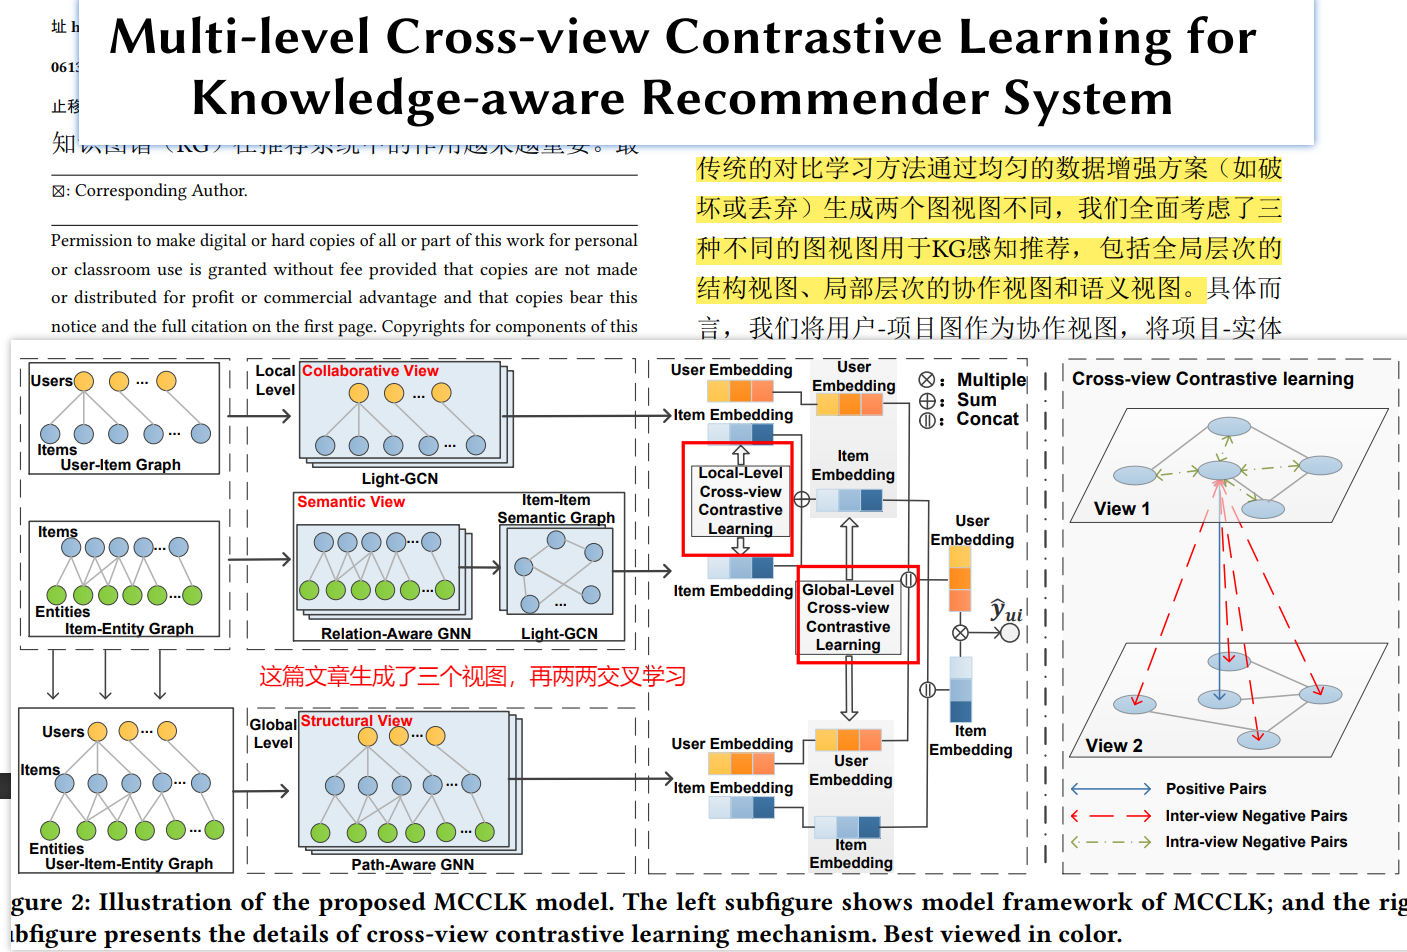 Multi-level Cross-view Contrastive Learning for
Knowledge-aware Recommender System
址 h
061
止移
知识图谱（KG）在推荐系统中的作用越来越重要。最
☒: Corresponding Author.
Permission to make digital or hard copies of all or part of this work for personal
or classroom use is granted without fee provided that copies are not made
or distributed for profit or commercial advantage and that copies bear this
notice and the full citation on the first page. Copyrights for components of this
传统的对比学习方法通过均匀的数据增强方案（如破
坏或丢弃）生成两个图视图不同，我们全面考虑了三
种不同的图视图用于KG感知推荐，包括全局层次的
结构视图、局部层次的协作视图和语义视图。具体而
言，我们将用户-项目图作为协作视图，将项目-实体
Users
...
...
Items
User-Item Graph
Items
...
...
Entities
Item-Entity Graph
Users
...
Items
...
...
Entities
User-Item-Entity Graph
Local
Level
Collaborative View
...
...
Light-GCN
Semantic View
Item-Item
Semantic Graph
...
...
...
Relation-Aware GNN
Light-GCN
这篇文章生成了三个视图，再两两交叉学习
Global
Level
Structural View
...
...
...
Path-Aware GNN
User Embedding
Item Embedding
Local-Level
Cross-view
Contrastive
Learning
Item Embedding
User
Embedding
Item
Embedding
⊗： Multiple
⊕： Sum
Concat
Global-Level
Cross-view
Contrastive
Learning
User
Embedding
ŷui
Item
Embedding
User Embedding
Item Embedding
User
Embedding
Item
Embedding
Cross-view Contrastive learning
View 1
View 2
Positive Pairs
Inter-view Negative Pairs
Intra-view Negative Pairs
gure 2: Illustration of the proposed MCCLK model. The left subfigure shows model framework of MCCLK; and the rig
bfigure presents the details of cross-view contrastive learning mechanism. Best viewed in color.